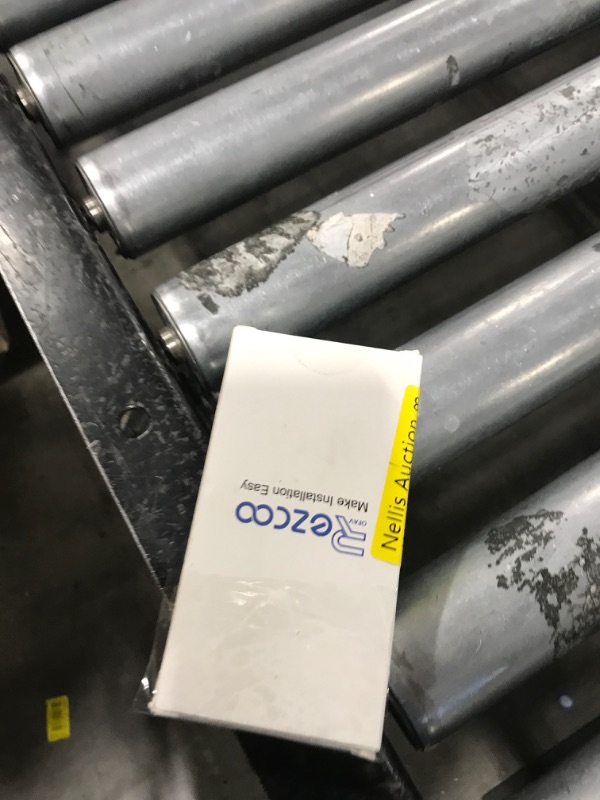 Rezcoo
Make Installation Easy
Nellis Auction